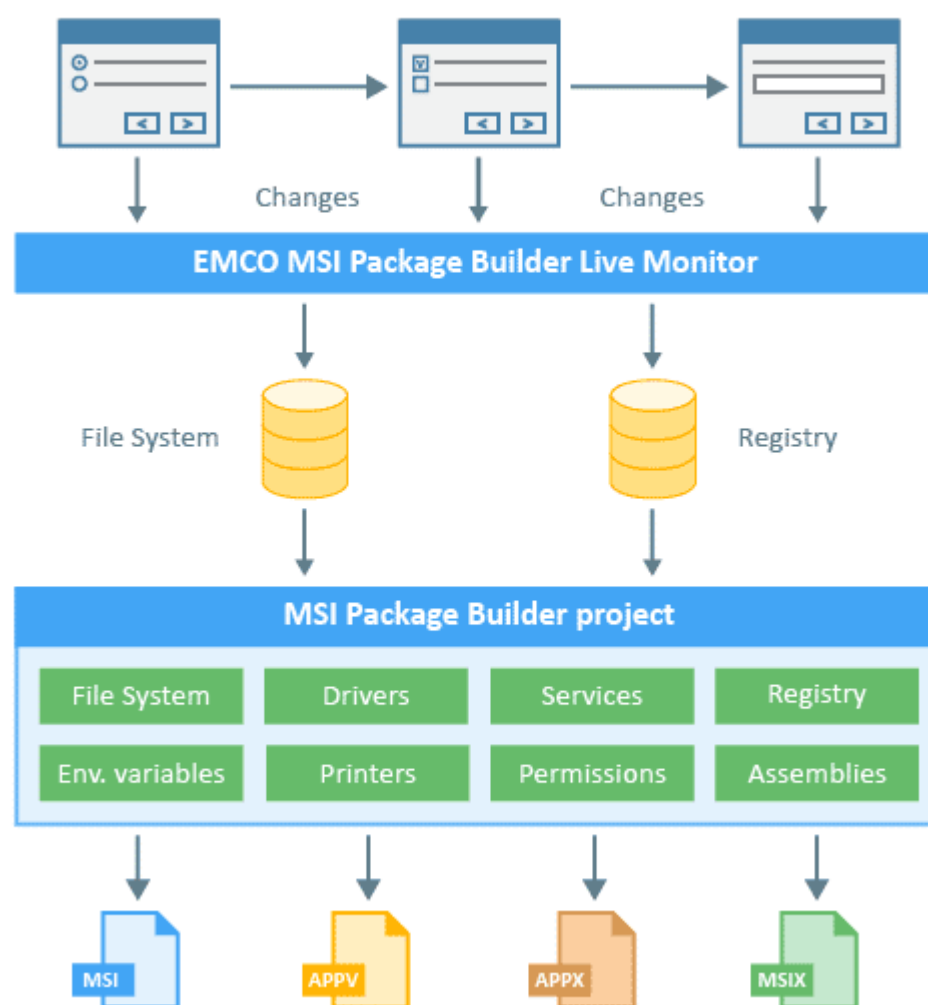 Changes
Changes
EMCO MSI Package Builder Live Monitor
File System
Registry
MSI Package Builder project
File System
Drivers
Services
Registry
Env. variables
Printers
Permissions
Assemblies
MSI
APPV
APPX
MSIX